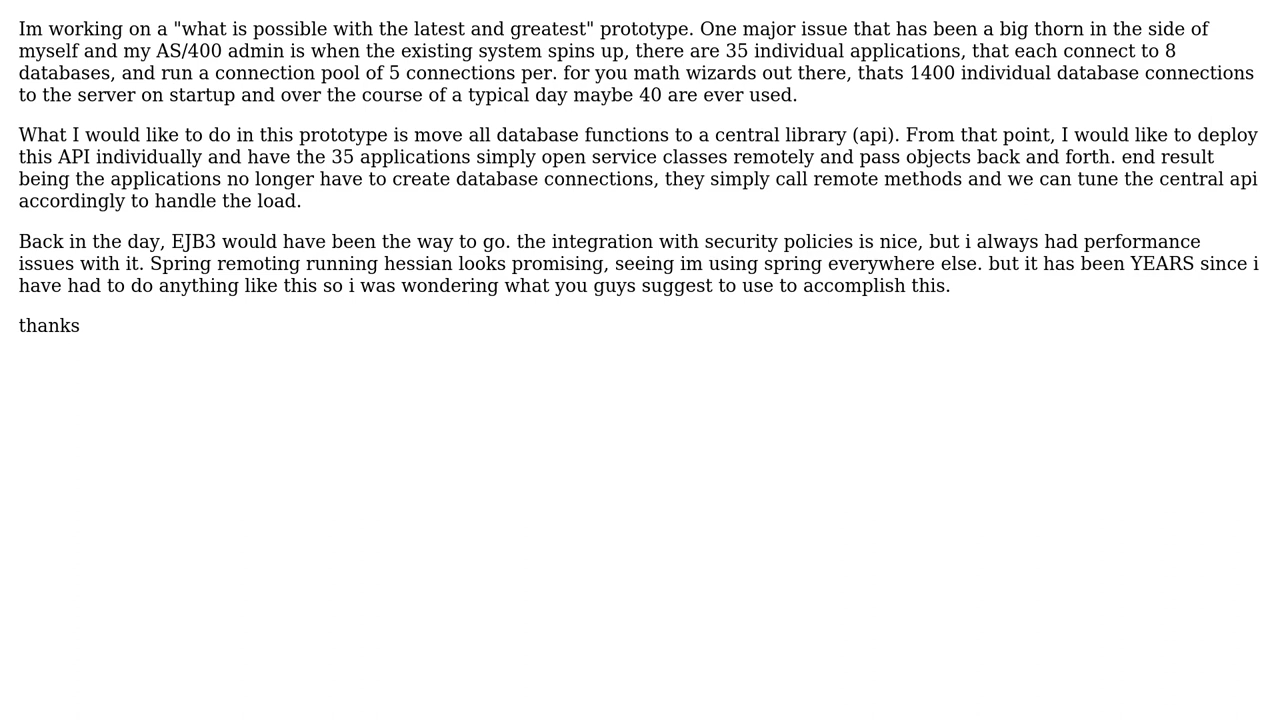 Im working on a "what is possible with the latest and greatest" prototype. One major issue that has been a big thorn in the side of
myself and my AS/400 admin is when the existing system spins up, there are 35 individual applications, that each connect to 8
databases, and run a connection pool of 5 connections per. for you math wizards out there, thats 1400 individual database connections
to the server on startup and over the course of a typical day maybe 40 are ever used.
What I would like to do in this prototype is move all database functions to a central library (api). From that point, I would like to deploy
this API individually and have the 35 applications simply open service classes remotely and pass objects back and forth. end result
being the applications no longer have to create database connections, they simply call remote methods and we can tune the central api
accordingly to handle the load.
Back in the day, EJB3 would have been the way to go. the integration with security policies is nice, but i always had performance
issues with it. Spring remoting running hessian looks promising, seeing im using spring everywhere else. but it has been YEARS since i
have had to do anything like this so i was wondering what you guys suggest to use to accomplish this.
thanks